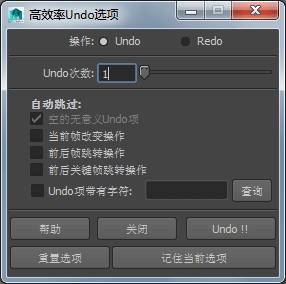 高效率Undo选项
操作: Undo Redo
Undo次数: 1
自动跳过:
空的无意义Undo项
当前帧改变操作
前后帧跳转操作
前后关键帧跳转操作
Undo项带有字符: 查询
帮助 关闭 Undo !!
重置选项 记住当前选项